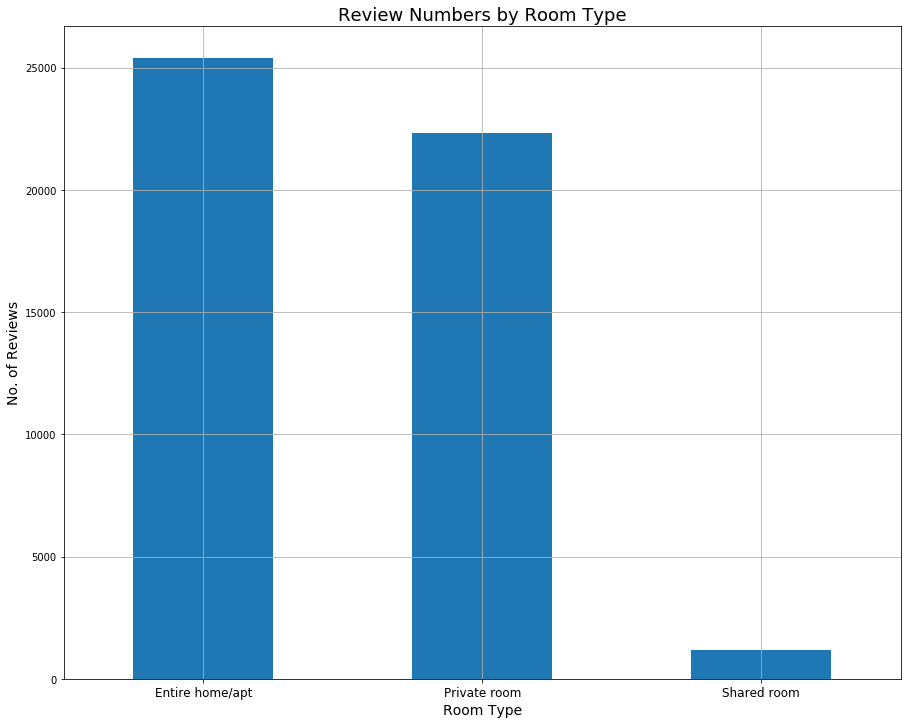 Review Numbers by Room Type
25000
20000
15000
10000
5000
0
No. of Reviews
Entire home/apt
Private room
Shared room
Room Type